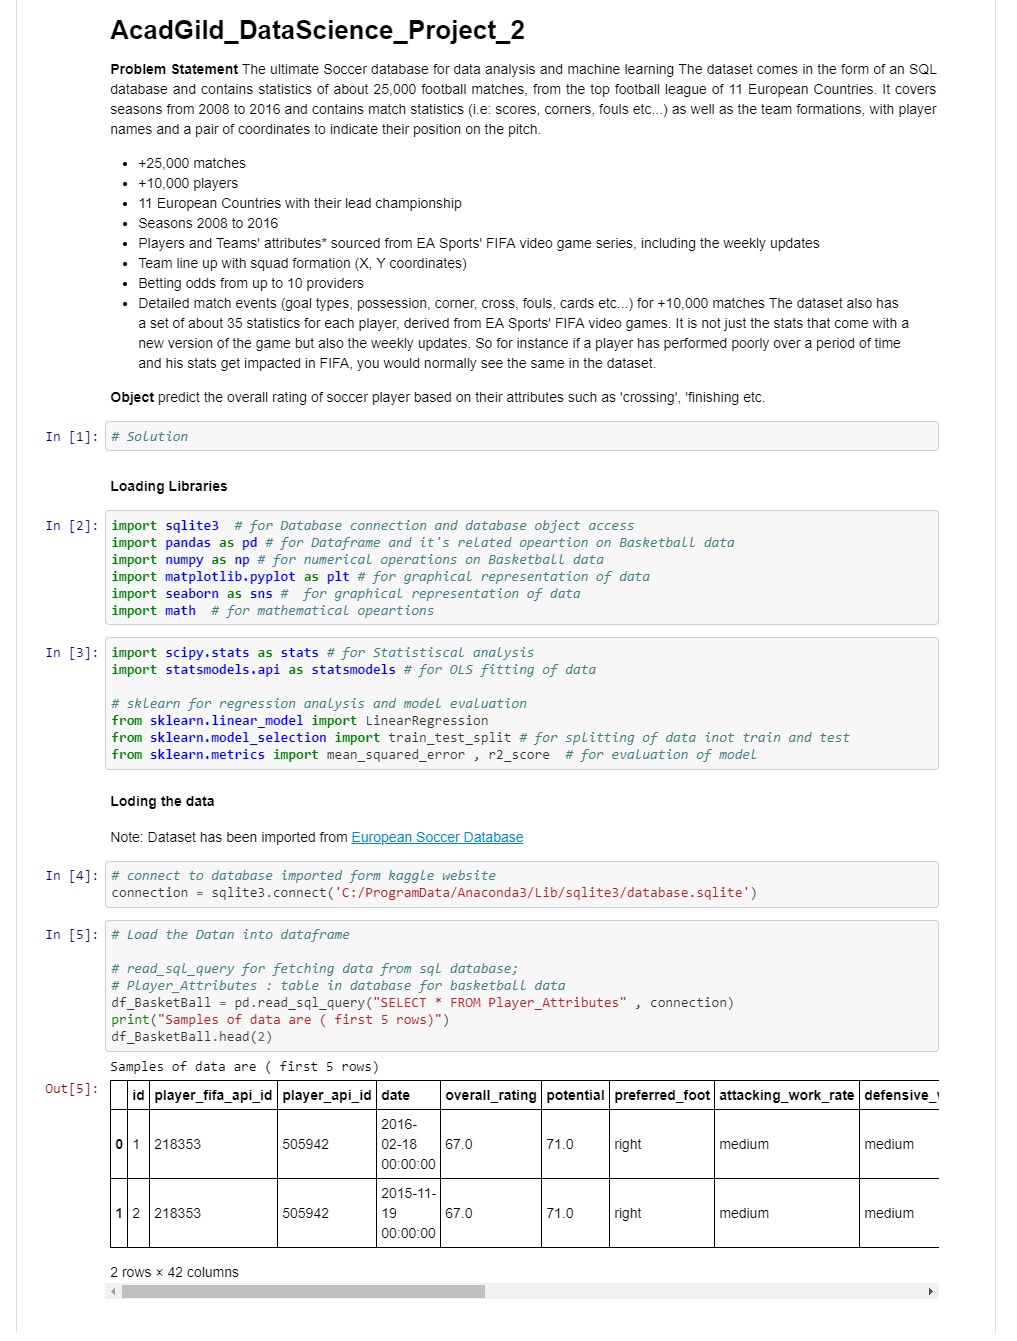 AcadGild_DataScience_Project_2
Problem Statement The ultimate Soccer database for data analysis and machine learning The dataset comes in the form of an SQL
database and contains statistics of about 25,000 football matches, from the top football league of 11 European Countries. It covers
seasons from 2008 to 2016 and contains match statistics (i.e: scores, corners, fouls etc...) as well as the team formations, with player
names and a pair of coordinates to indicate their position on the pitch.
• +25,000 matches
• +10,000 players
• 11 European Countries with their lead championship
• Seasons 2008 to 2016
• Players and Teams' attributes* sourced from EA Sports' FIFA video game series, including the weekly updates
• Team line up with squad formation (X, Y coordinates)
• Betting odds from up to 10 providers
• Detailed match events (goal types, possession, corner, cross, fouls, cards etc...) for +10,000 matches The dataset also has
a set of about 35 statistics for each player, derived from EA Sports' FIFA video games. It is not just the stats that come with a
new version of the game but also the weekly updates. So for instance if a player has performed poorly over a period of time
and his stats get impacted in FIFA, you would normally see the same in the dataset.
Object predict the overall rating of soccer player based on their attributes such as 'crossing', 'finishing etc.
In [1]: # Solution
Loading Libraries
In [2]: import sqlite3  # for Database connection and database object access
import pandas as pd # for Dataframe and it's related opeartion on Basketball data
import numpy as np # for numerical operations on Basketball data
import matplotlib.pyplot as plt # for graphical representation of data
import seaborn as sns #  for graphical representation of data
import math  # for mathematical opeartions
In [3]: import scipy.stats as stats # for Statistiscal analysis
import statsmodels.api as statsmodels # for OLS fitting of data
# sklearn for regression analysis and model evaluation
from sklearn.linear_model import LinearRegression
from sklearn.model_selection import train_test_split # for splitting of data inot train and test
from sklearn.metrics import mean_squared_error , r2_score  # for evaluation of model
Loding the data
Note: Dataset has been imported from European Soccer Database
In [4]: # connect to database imported form kaggle website
connection = sqlite3.connect('C:/ProgramData/Anaconda3/Lib/sqlite3/database.sqlite')
In [5]: # Load the Datan into dataframe
# read_sql_query for fetching data from sql database;
# Player_Attributes : table in database for basketball data
df_BasketBall = pd.read_sql_query("SELECT * FROM Player_Attributes" , connection)
print("Samples of data are ( first 5 rows)")
df_BasketBall.head(2)
Samples of data are ( first 5 rows)
Out[5]:
id player_fifa_api_id player_api_id date overall_rating potential preferred_foot attacking_work_rate defensive_
2016-
0 1 218353 505942 02-18 67.0 71.0 right medium medium
00:00:00
2015-11-
1 2 218353 505942 19 67.0 71.0 right medium medium
00:00:00
2 rows × 42 columns